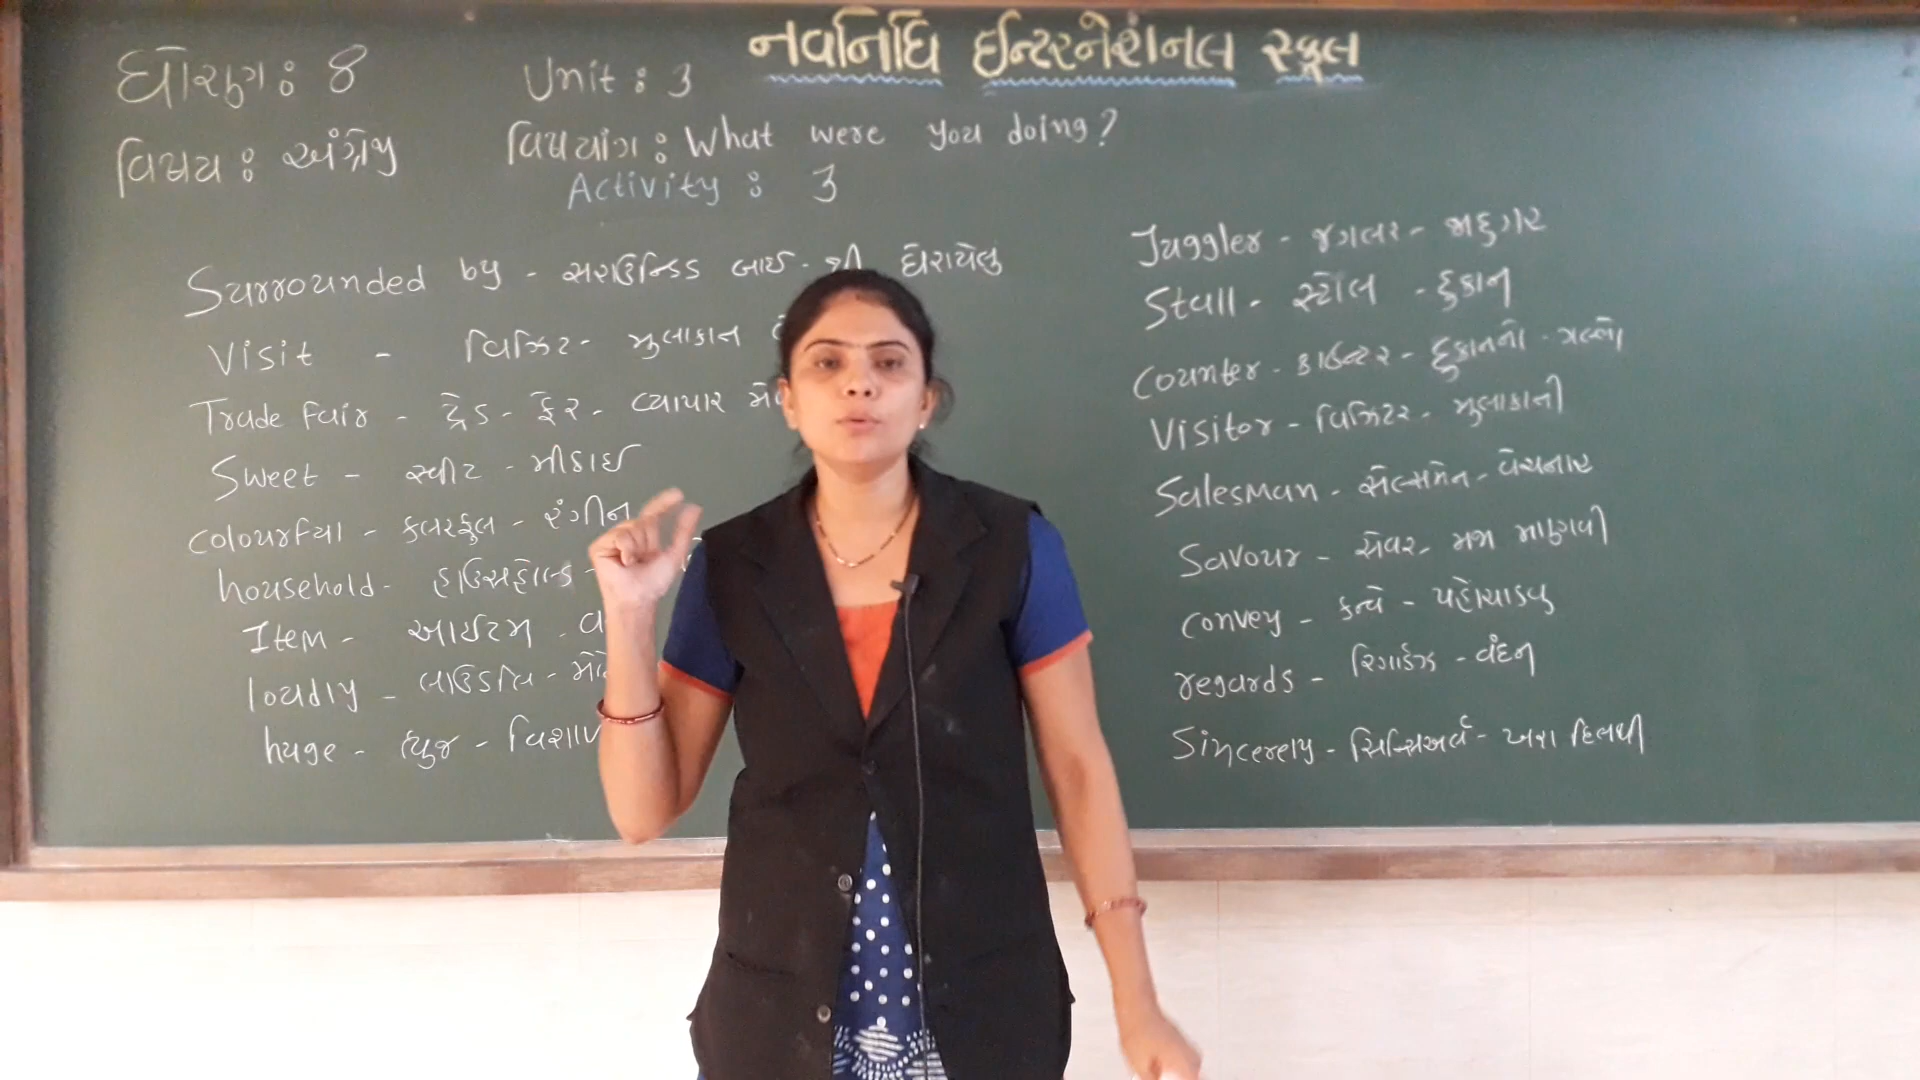 નવનિધિ ઈન્ટરનેશનલ સ્કૂલ
ધોરણ : 8
Unit : 3
વિષય : અંગ્રેજી
વિષયાંગ : What were you doing?
Activity : 3
Surrounded by - સરાઉન્ડિડ બાઈ - થી ઘેરાયેલુ
Visit - વિઝિટ - મુલાકાત
Trade Fair - ટ્રેડ - ફેર - વ્યાપાર
Sweet - સ્વીટ - મીઠાઈ
colourful - કલરફુલ - રંગીન
household - હાઉસહોલ્ડ -
Item - આઈટમ -
loudly - લાઉડલિ -
huge - હ્યુજ - વિશાળ
Juggler - જગલર - જાદુગર
Stall - સ્ટોલ - દુકાન
Counter - કાઉન્ટર - દુકાનનો - ગલ્લો
Visitor - વિઝિટર - મુલાકાતી
Salesman - સેલ્સમેન - વેચનાર
Savour - સેવર - મજા માણવી
convey - કન્વે - પહોચાડવુ
regards - રિગાર્ડઝ - વંદન
Sincerely - સિન્સિઅર્લ - ખરા દિલથી